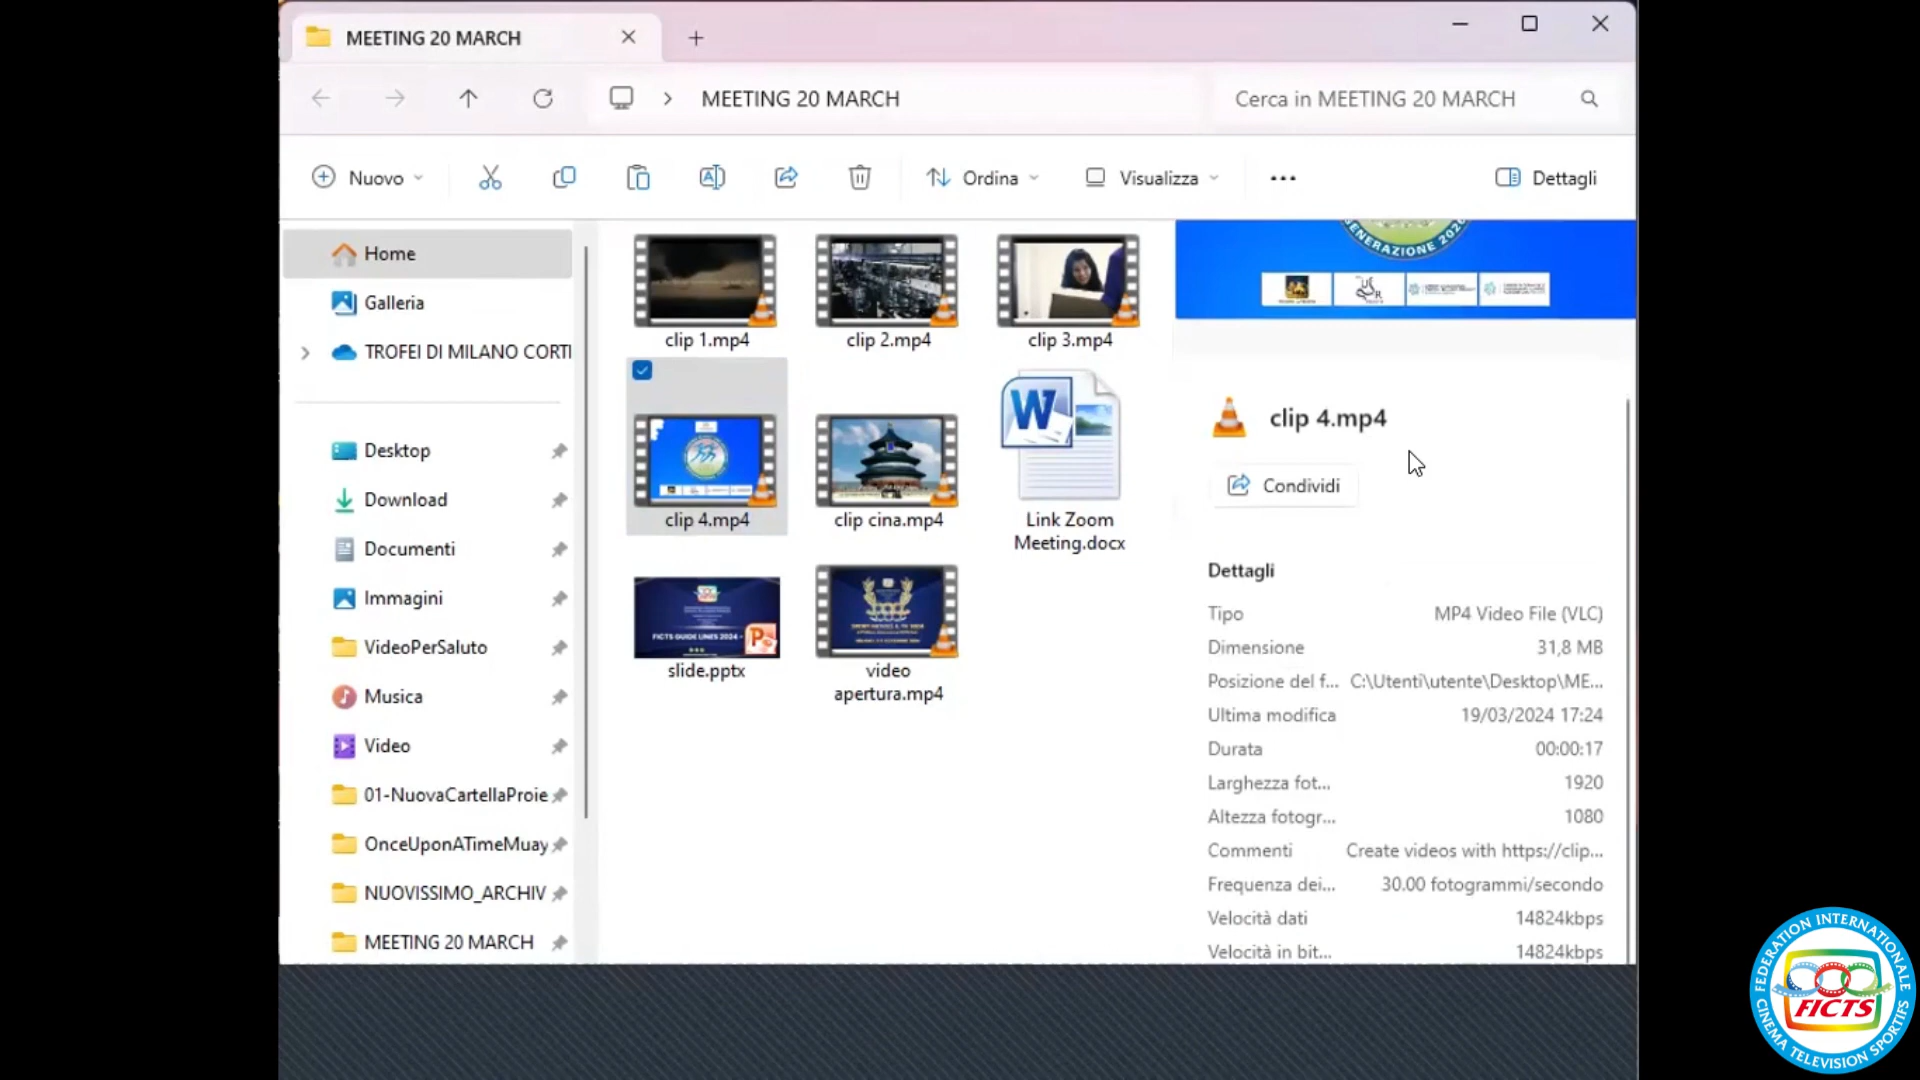 MEETING 20 MARCH
MEETING 20 MARCH
Cerca in MEETING 20 MARCH
Nuovo
Ordina
Visualizza
Dettagli
Home
Galleria
TROFEI DI MILANO CORTI
Desktop
Download
Documenti
Immagini
VideoPerSaluto
Musica
Video
01-NuovaCartellaProie
OnceUponATimeMuay
NUOVISSIMO_ARCHIV
MEETING 20 MARCH
clip 1.mp4
clip 2.mp4
clip 3.mp4
clip 4.mp4
clip cina.mp4
Link Zoom
Meeting.docx
FICTS GUIDE LINES 2024
slide.pptx
video
apertura.mp4
clip 4.mp4
Condividi
Dettagli
Tipo MP4 Video File (VLC)
Dimensione 31,8 MB
Posizione del f... C:\Utenti\utente\Desktop\ME...
Ultima modifica 19/03/2024 17:24
Durata 00:00:17
Larghezza fot... 1920
Altezza fotogr... 1080
Commenti Create videos with https://clip...
Frequenza dei... 30.00 fotogrammi/secondo
Velocità dati 14824kbps
Velocità in bit... 14824kbps
FEDERATION INTERNATIONALE
CINEMA TELEVISION SPORTIFS
FICTS